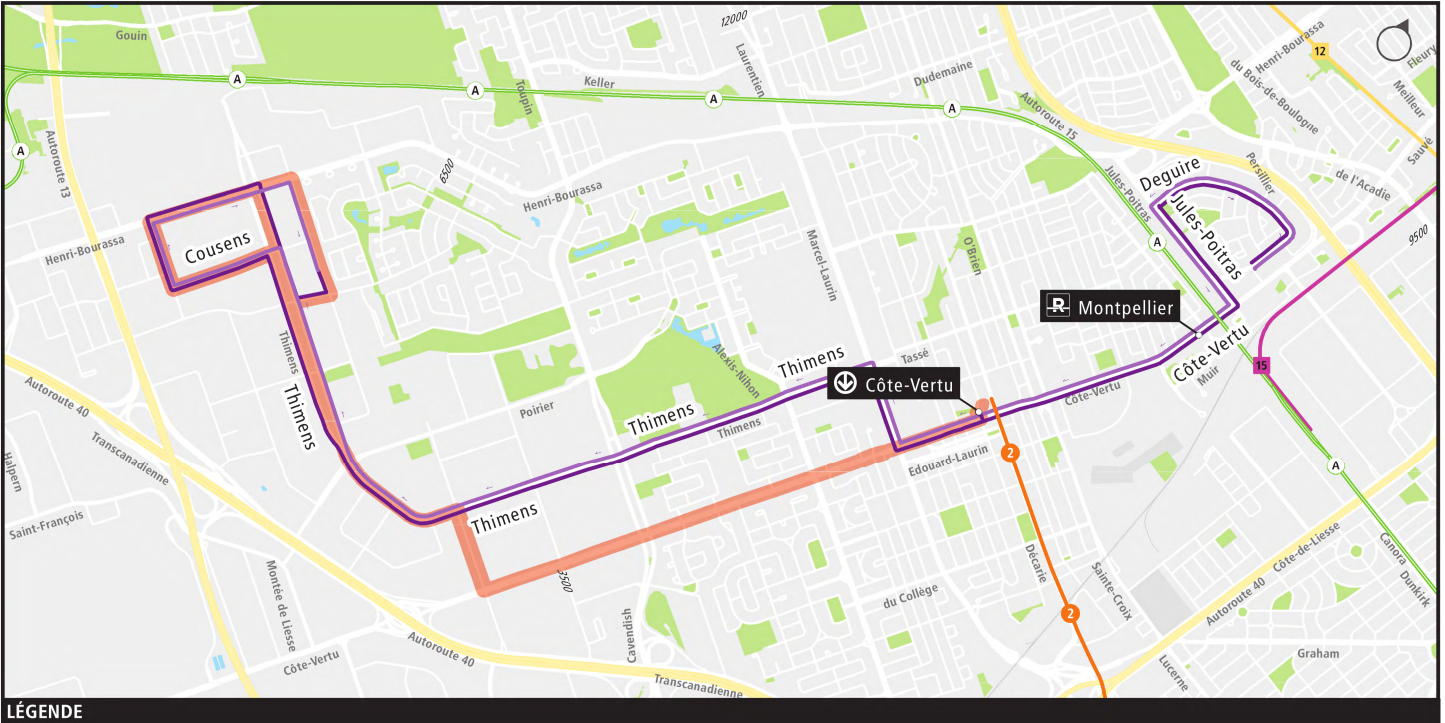 12000
Gouin
Henri-Bourassa
12
Fleury
Laurentien
Dudemaine
du Bois-de-Boulogne
Keller
Toupin
A
A
A
A
Meilleur
Autoroute 15
Sauvé
A
Autoroute 13
6500
Persillier
de l'Acadie
Deguire
Jules-Poitras
Henri-Bourassa
Jules-Poitras
Cousens
Henri-Bourassa
O'Brien
A
9500
Marcel-Laurin
R Montpellier
Thimens
Alexis-Nihon
Thimens
Tassé
Côte-Vertu
15
Muir
Autoroute 40
Côte-Vertu
Côte-Vertu
Thimens
Poirier
Thimens
Thimens
Transcanadienne
Edouard-Laurin
2
Halpern
A
Saint-François
Thimens
Côte-de-Liesse
Canora
3500
Décarie
Sainte-Croix
Dunkirk
Montée de Liesse
du Collège
Autoroute 40
2
Cavendish
Autoroute 40
Côte-Vertu
Graham
Lucerne
Transcanadienne
LÉGENDE